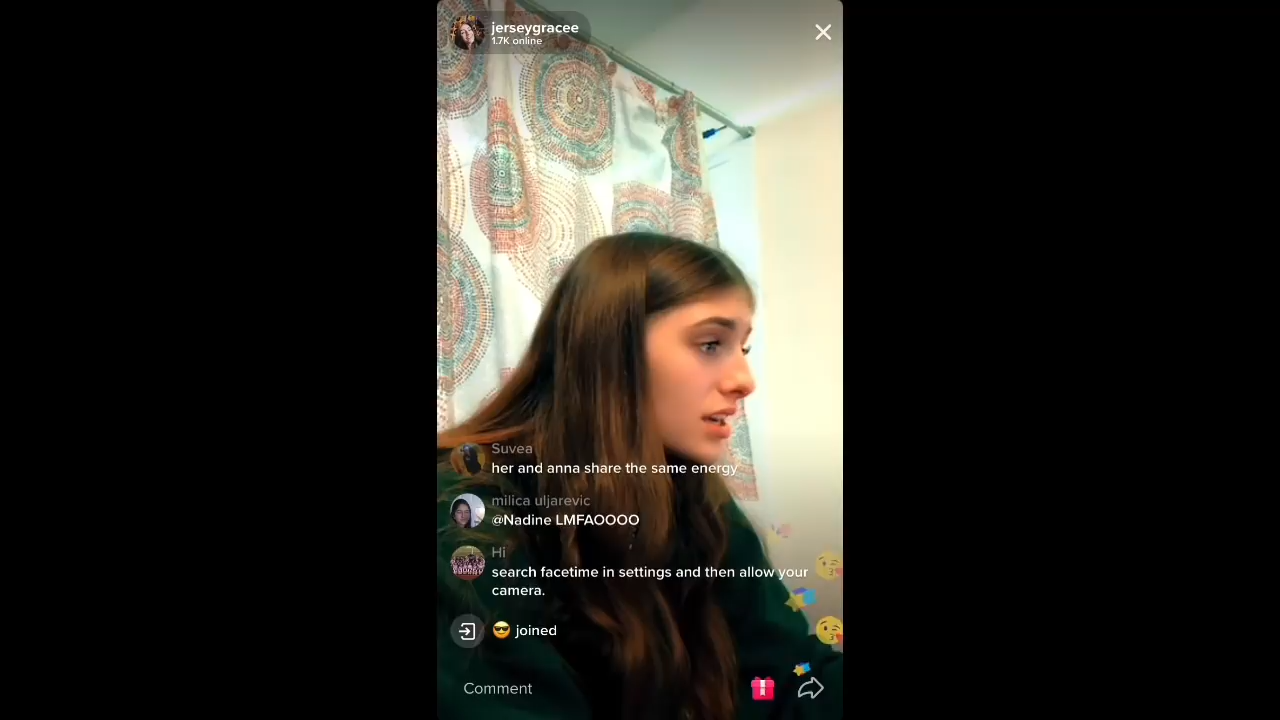 jerseygracee
1.7K online
Suvea
her and anna share the same energy
milica uljarevic
@Nadine LMFAOOOO
Hi
search facetime in settings and then allow your
camera.
😎 joined
Comment